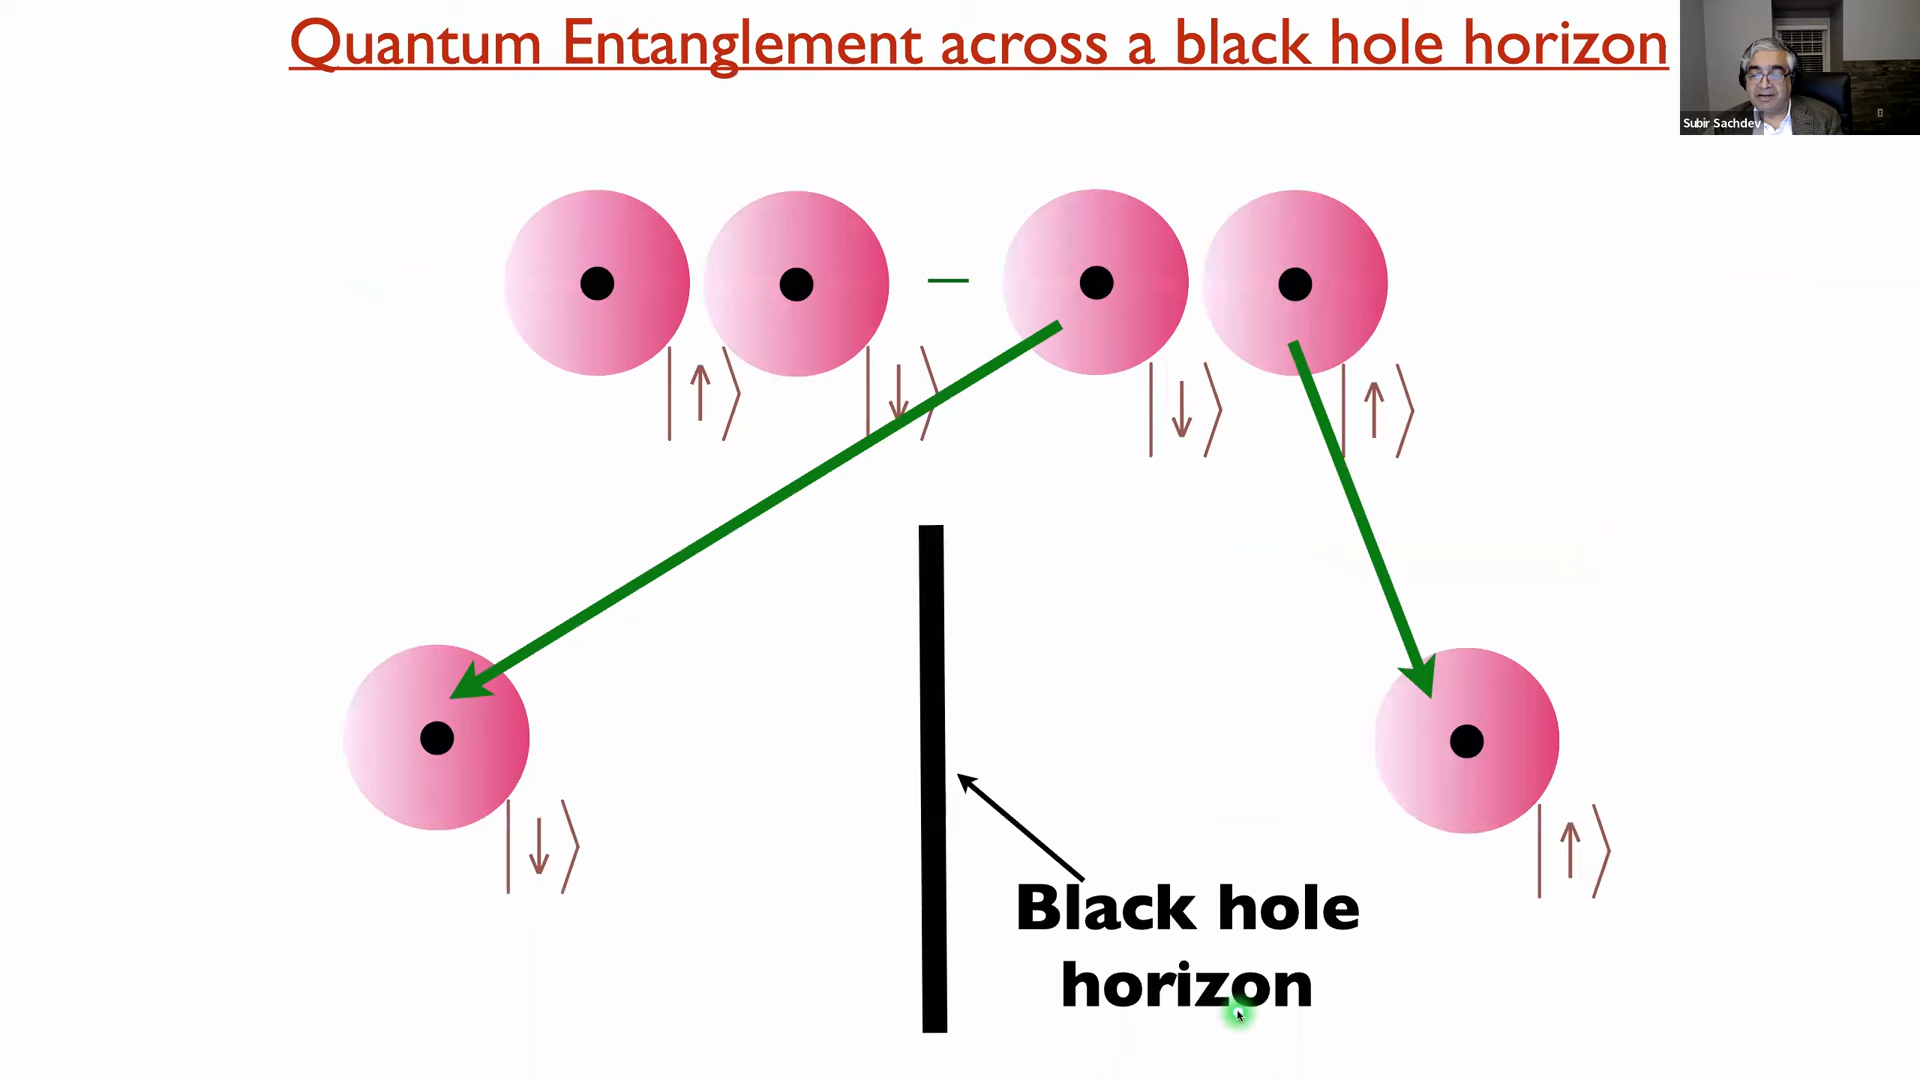 Quantum Entanglement across a black hole horizon
Subir Sachdev
|↑⟩ |↓⟩ — |↓⟩ |↑⟩
|↓⟩ |↑⟩
Black hole
horizon